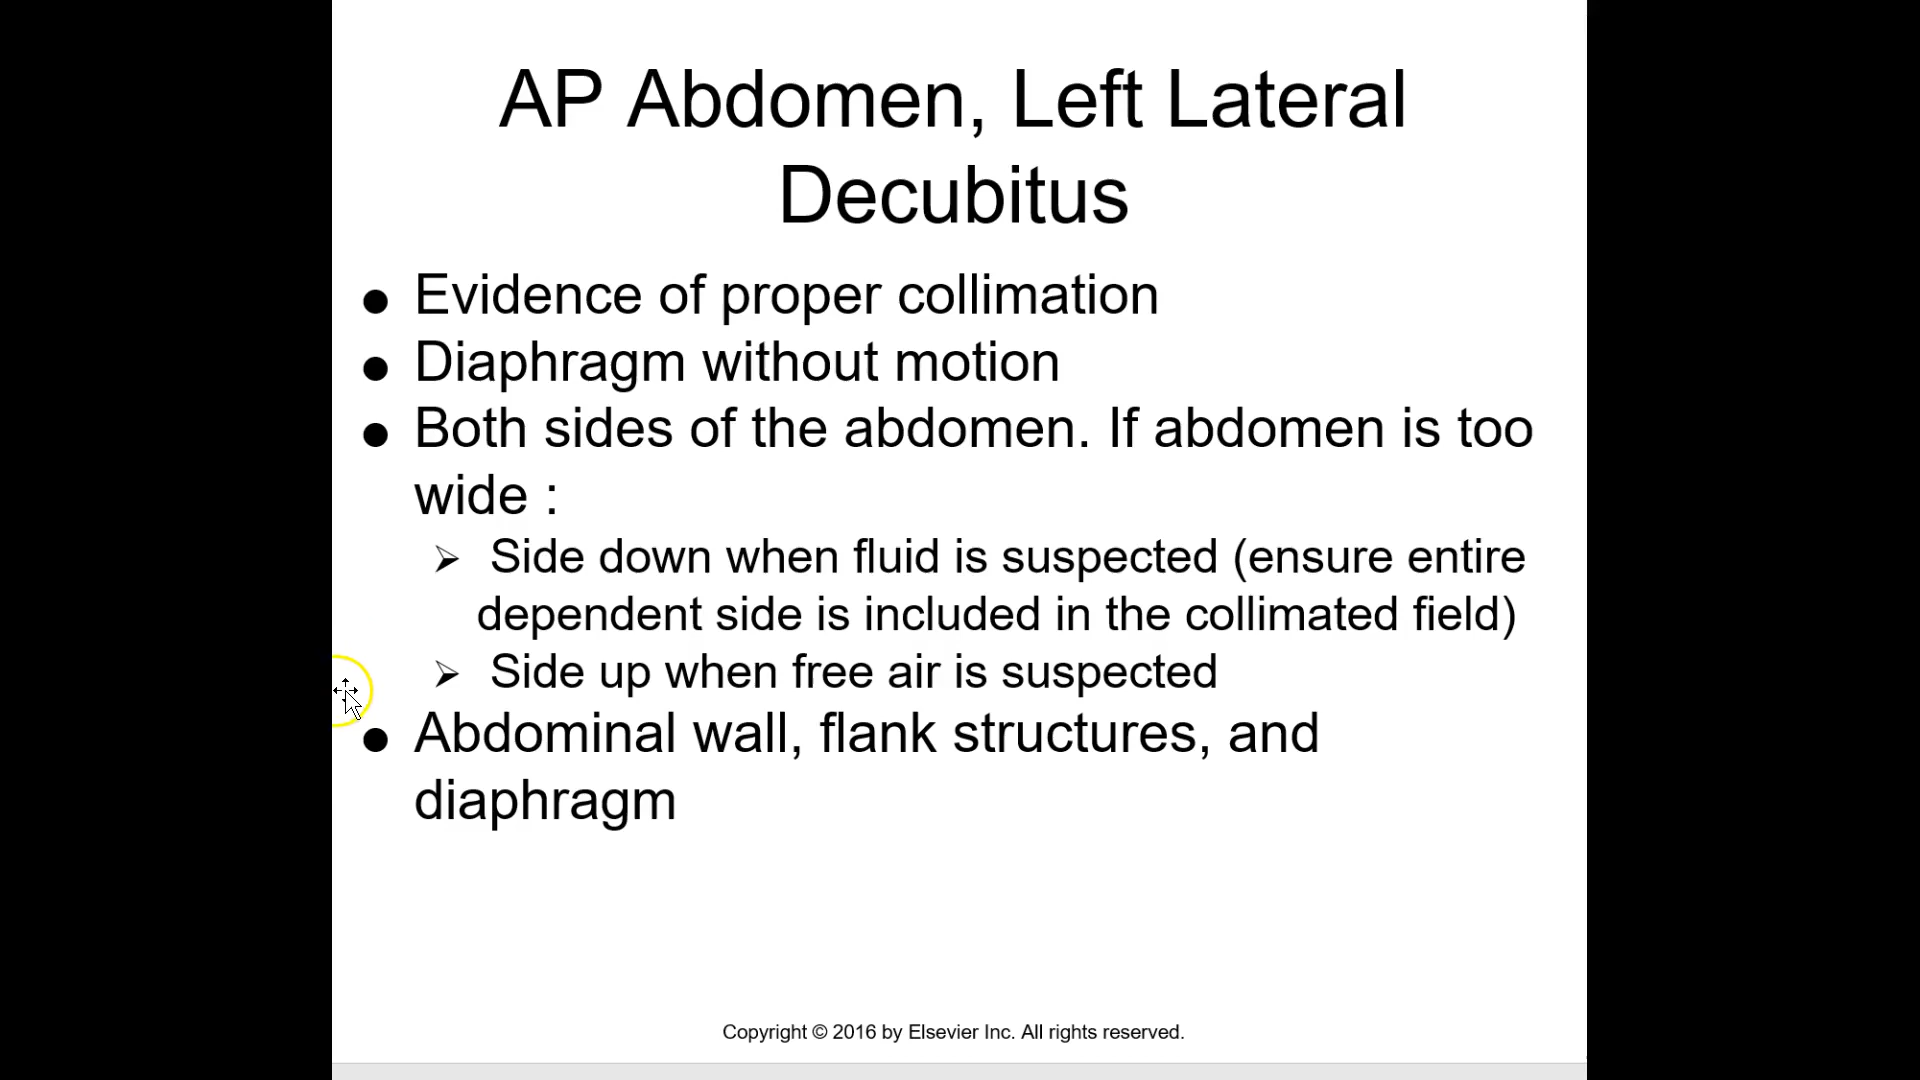 AP Abdomen, Left Lateral
Decubitus
● Evidence of proper collimation
● Diaphragm without motion
● Both sides of the abdomen. If abdomen is too
wide :
➢ Side down when fluid is suspected (ensure entire
dependent side is included in the collimated field)
➢ Side up when free air is suspected
● Abdominal wall, flank structures, and
diaphragm
Copyright © 2016 by Elsevier Inc. All rights reserved.